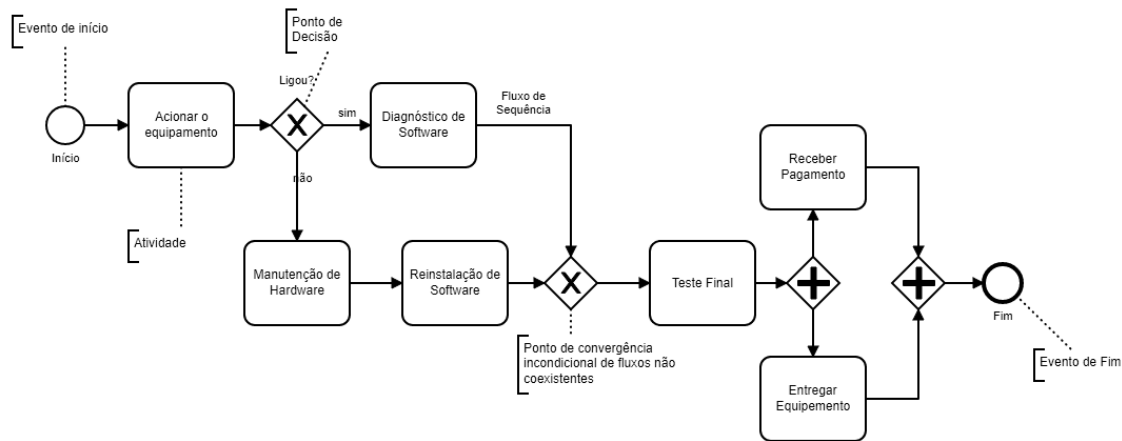 Evento de início
Ponto de
Decisão
Ligou?
Início
Acionar o
equipamento
sim
Diagnóstico de
Software
Fluxo de
Sequência
não
Atividade
Manutenção de
Hardware
Reinstalação de
Software
Ponto de convergência
incondicional de fluxos não
coexistentes
Teste Final
Receber
Pagamento
Entregar
Equipemento
Fim
Evento de Fim